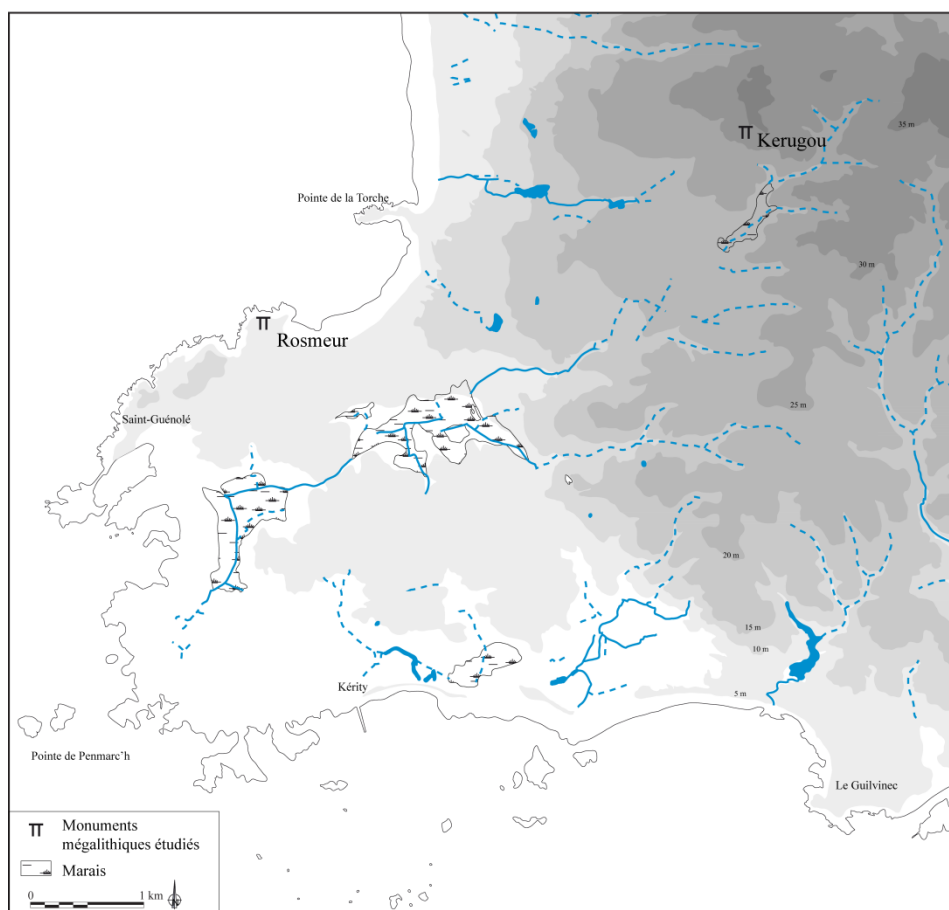 35 m
Kerugou
Pointe de la Torche
30 m
Rosmeur
Saint-Guénolé
25 m
20 m
15 m
10 m
Kérity
5 m
Pointe de Penmarc'h
Le Guilvinec
Monuments
mégalithiques étudiés
Marais
0 1 km
N